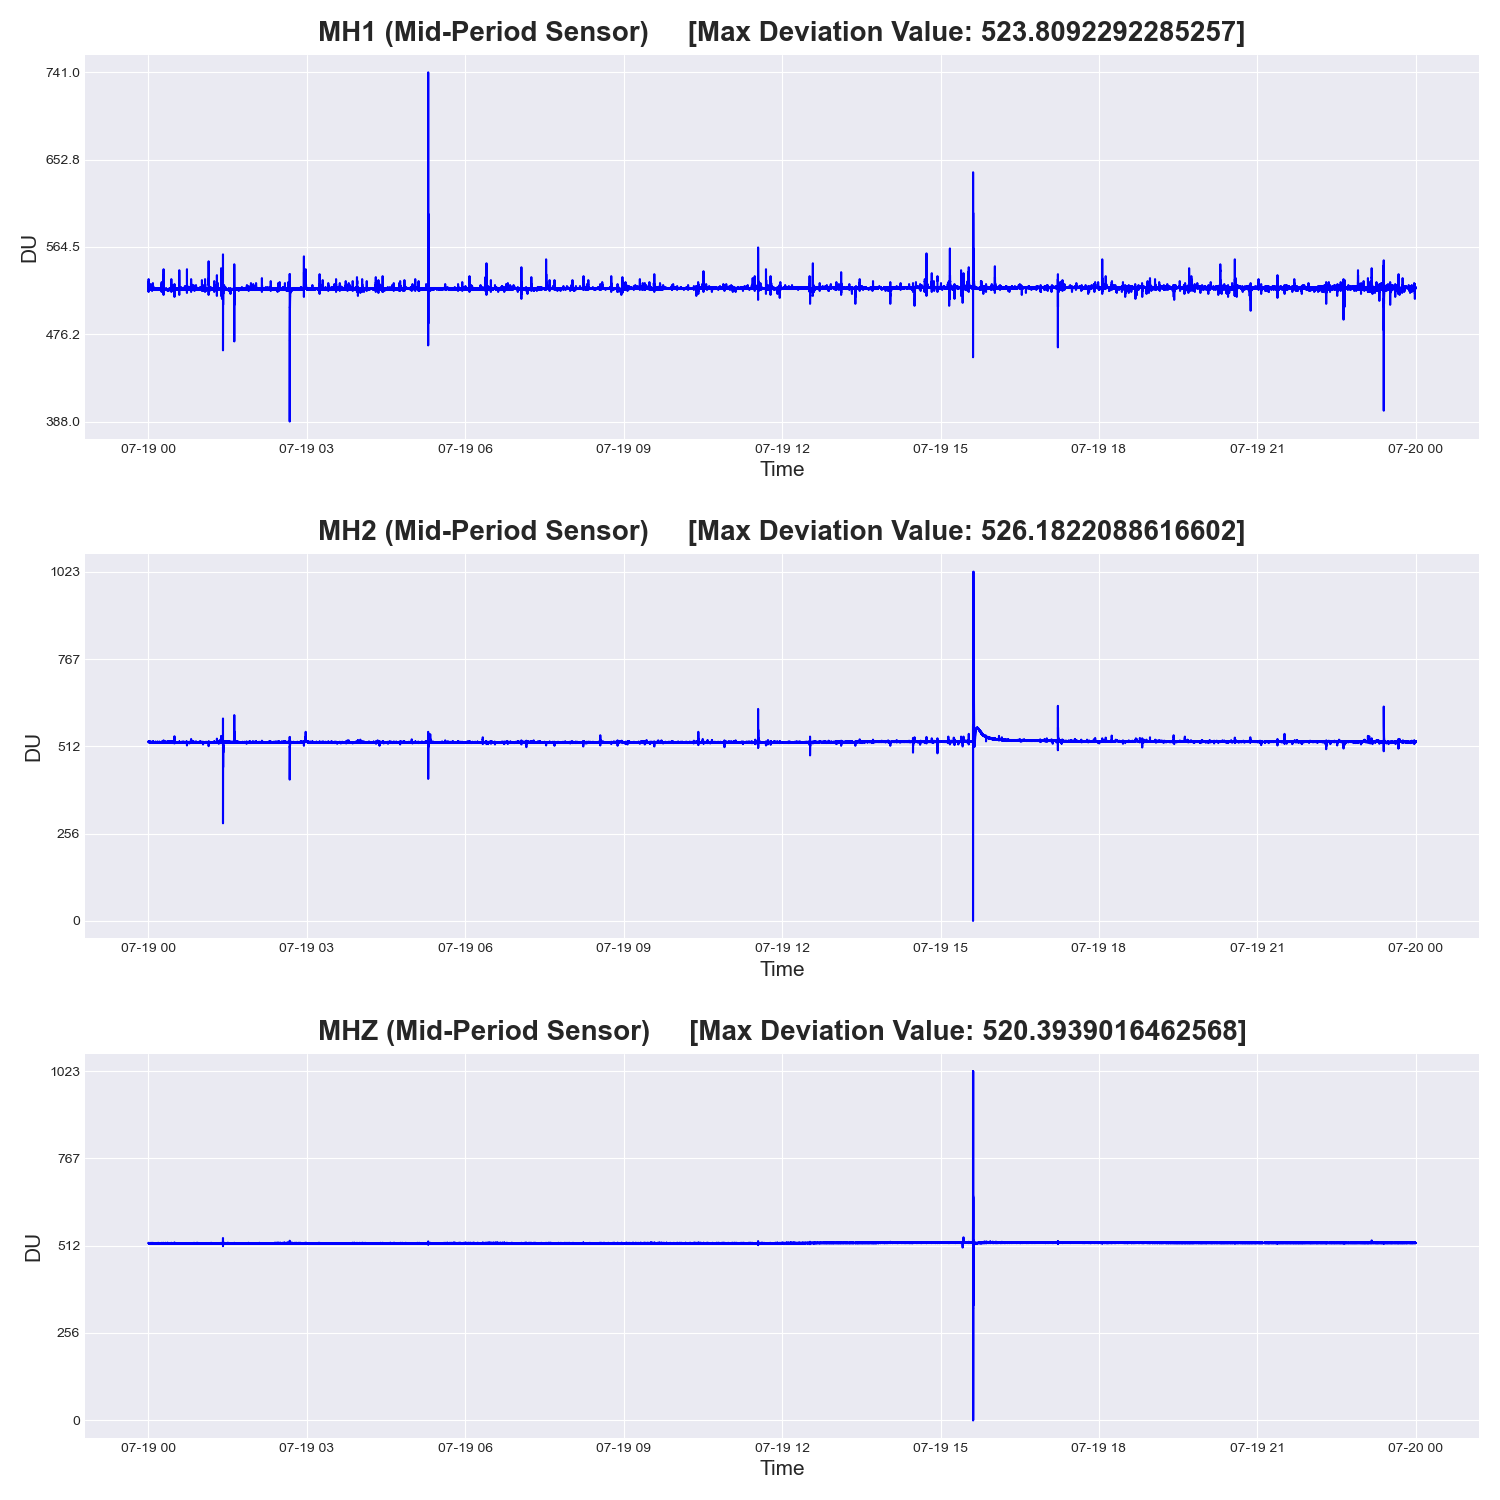 MH1 (Mid-Period Sensor) [Max Deviation Value: 523.8092292285257]
741.0
652.8
564.5
476.2
388.0
DU
07-19 00 07-19 03 07-19 06 07-19 09 07-19 12 07-19 15 07-19 18 07-19 21 07-20 00
Time
MH2 (Mid-Period Sensor) [Max Deviation Value: 526.1822088616602]
1023
767
512
256
0
DU
07-19 00 07-19 03 07-19 06 07-19 09 07-19 12 07-19 15 07-19 18 07-19 21 07-20 00
Time
MHZ (Mid-Period Sensor) [Max Deviation Value: 520.3939016462568]
1023
767
512
256
0
DU
07-19 00 07-19 03 07-19 06 07-19 09 07-19 12 07-19 15 07-19 18 07-19 21 07-20 00
Time